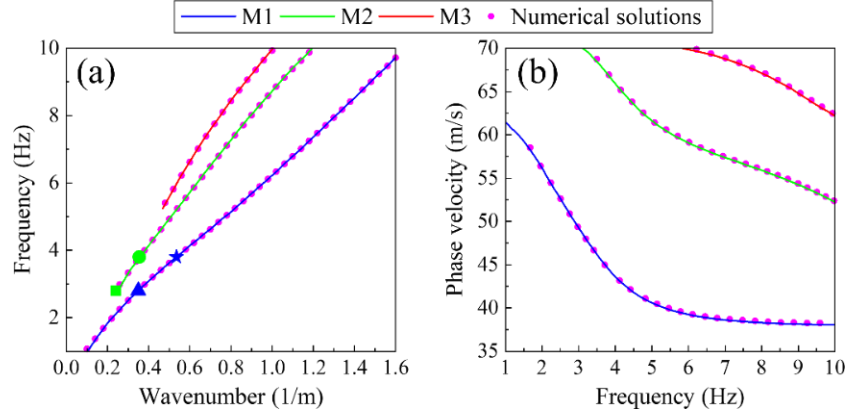 M1 M2 M3 Numerical solutions
(a)
10
8
6
4
2
Frequency (Hz)
0.0 0.2 0.4 0.6 0.8 1.0 1.2 1.4 1.6
Wavenumber (1/m)
(b)
70
65
60
55
50
45
40
35
Phase velocity (m/s)
1 2 3 4 5 6 7 8 9 10
Frequency (Hz)